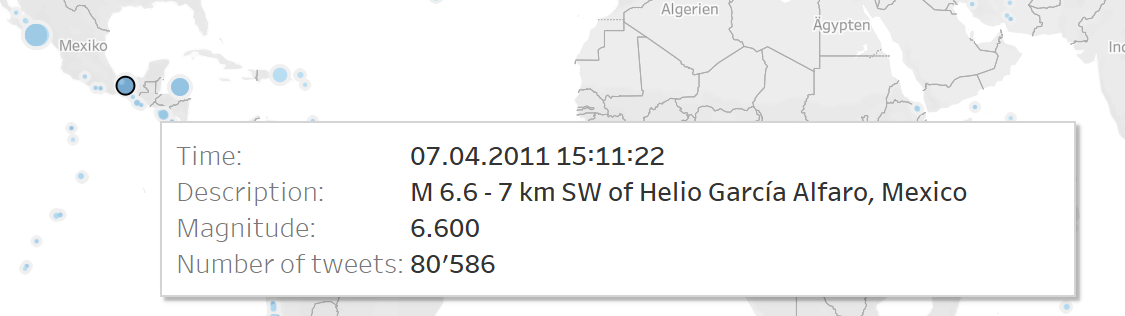 Algerien
Ägypten
Mexiko
Ind
Time: 07.04.2011 15:11:22
Description: M 6.6 - 7 km SW of Helio García Alfaro, Mexico
Magnitude: 6.600
Number of tweets: 80’586